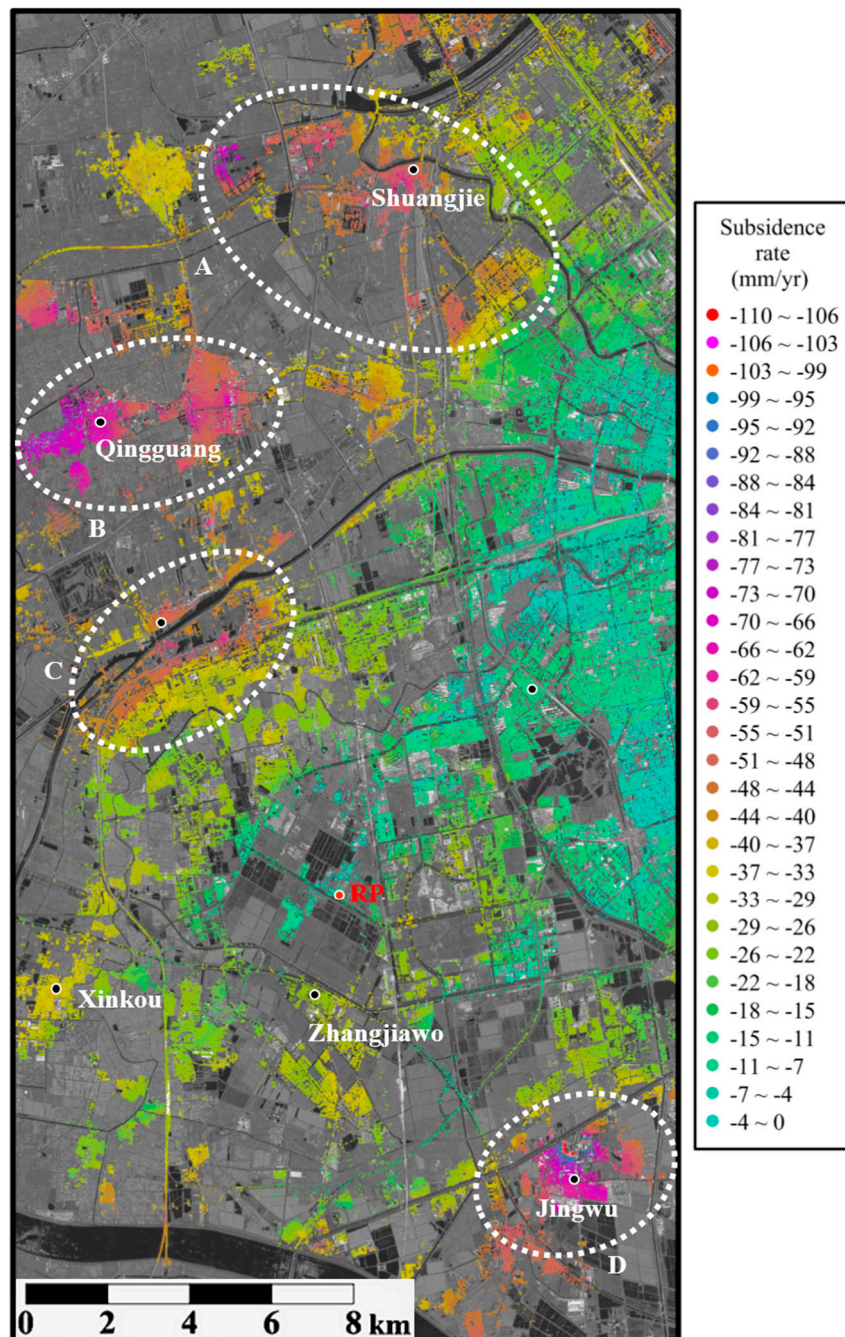 Shuangjie
A
Qingguang
B
C
RP
Xinkou
Zhangjiawo
Jingwu
D
0 2 4 6 8 km
Subsidence
rate
(mm/yr)
-110 ~ -106
-106 ~ -103
-103 ~ -99
-99 ~ -95
-95 ~ -92
-92 ~ -88
-88 ~ -84
-84 ~ -81
-81 ~ -77
-77 ~ -73
-73 ~ -70
-70 ~ -66
-66 ~ -62
-62 ~ -59
-59 ~ -55
-55 ~ -51
-51 ~ -48
-48 ~ -44
-44 ~ -40
-40 ~ -37
-37 ~ -33
-33 ~ -29
-29 ~ -26
-26 ~ -22
-22 ~ -18
-18 ~ -15
-15 ~ -11
-11 ~ -7
-7 ~ -4
-4 ~ 0